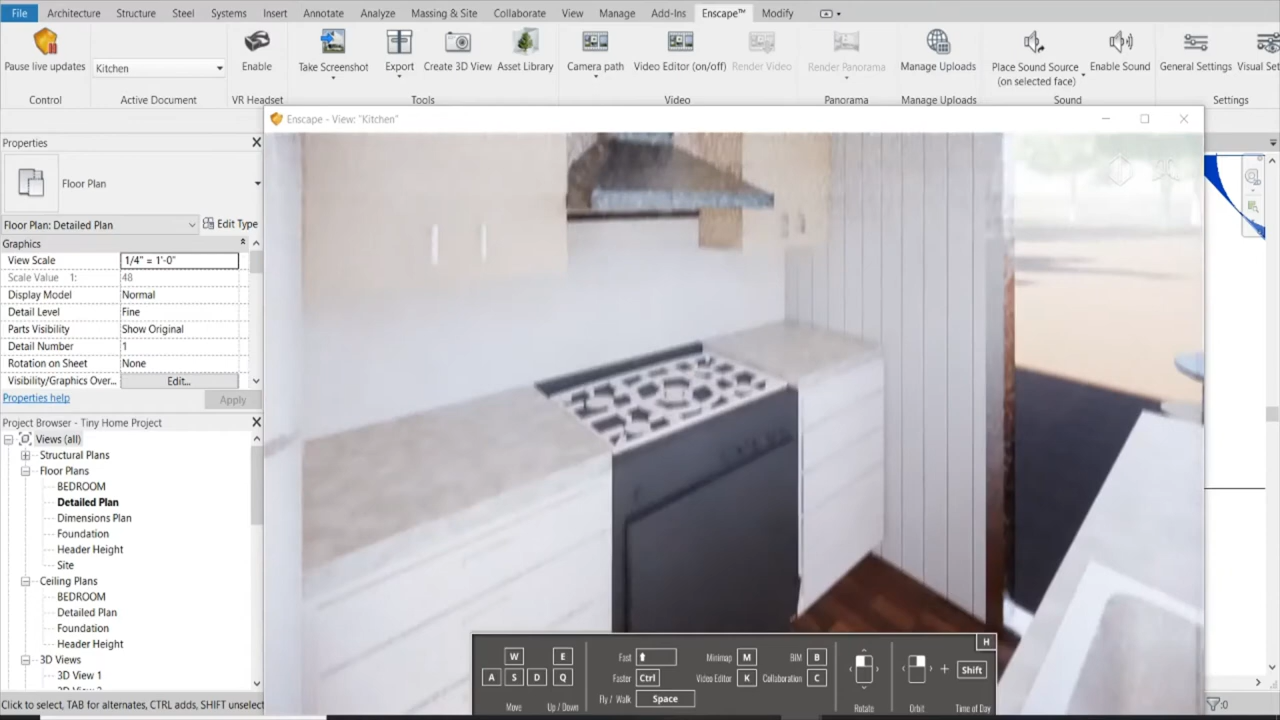 File Architecture Structure Steel Systems Insert Annotate Analyze Massing & Site Collaborate View Manage Add-Ins Enscape™ Modify
Pause live updates Kitchen Enable Take Screenshot Export Create 3D View Asset Library Camera path Video Editor (on/off) Render Video Render Panorama Manage Uploads Place Sound Source (on selected face) Enable Sound General Settings Visual Set
Control Active Document VR Headset Tools Video Panorama Manage Uploads Sound Settings
Enscape - View: "Kitchen"
Properties
Floor Plan
Floor Plan: Detailed Plan Edit Type
Graphics
View Scale 1/4" = 1'-0"
Scale Value 1: 48
Display Model Normal
Detail Level Fine
Parts Visibility Show Original
Detail Number 1
Rotation on Sheet None
Visibility/Graphics Over... Edit...
Properties help Apply
Project Browser - Tiny Home Project
Views (all)
Structural Plans
Floor Plans
BEDROOM
Detailed Plan
Dimensions Plan
Foundation
Header Height
Site
Ceiling Plans
BEDROOM
Detailed Plan
Foundation
Header Height
3D Views
3D View 1
3D View 2
Click to select, TAB for alternates, CTRL adds, SHIFT unselect
:0
H
W E Fast Minimap M BIM B
A S D Q Faster Ctrl Video Editor K Collaboration C + Shift
Fly / Walk Space
Move Up / Down Rotate Orbit Time of Day